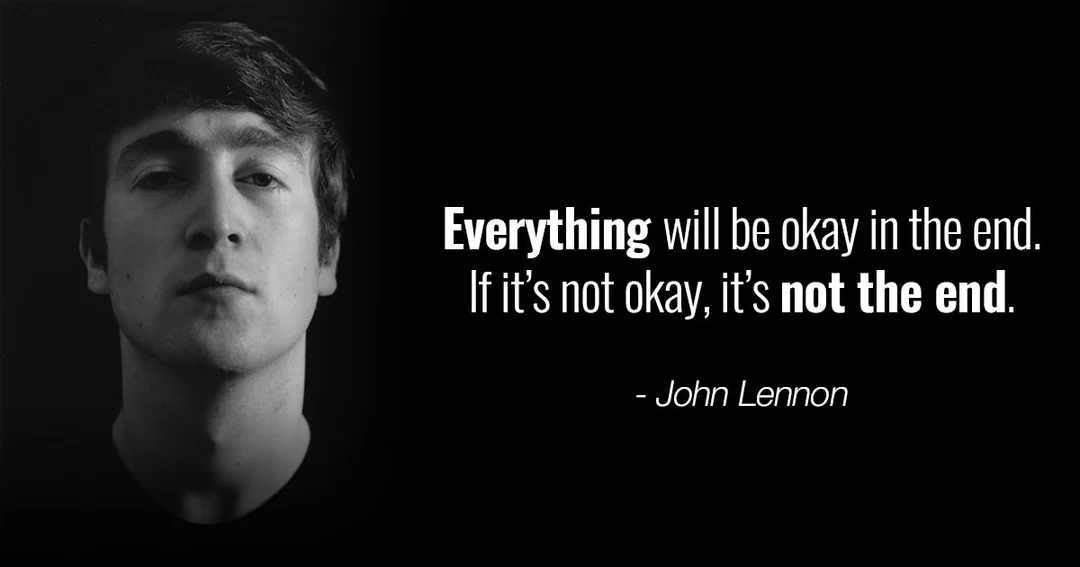 Everything will be okay in the end.
If it’s not okay, it’s not the end.
- John Lennon